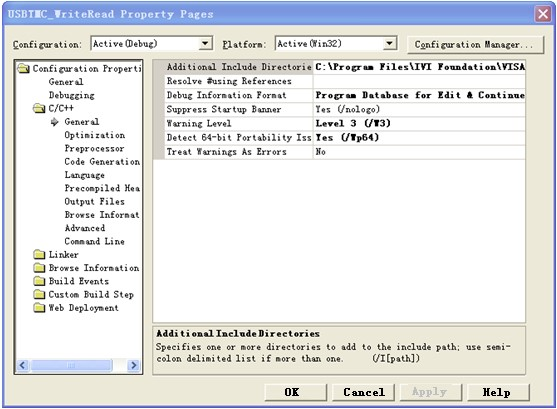 USBTMC_WriteRead Property Pages
Configuration: Active(Debug) Platform: Active(Win32) Configuration Manager...
Configuration Properti
General
Debugging
C/C++
General
Optimization
Preprocessor
Code Generation
Language
Precompiled Hea
Output Files
Browse Informat
Advanced
Command Line
Linker
Browse Information
Build Events
Custom Build Step
Web Deployment
Additional Include Directorie C:\Program Files\IVI Foundation\VISA
Resolve #using References
Debug Information Format Program Database for Edit & Continue
Suppress Startup Banner Yes (/nologo)
Warning Level Level 3 (/W3)
Detect 64-bit Portability Iss Yes (/Wp64)
Treat Warnings As Errors No
Additional Include Directories
Specifies one or more directories to add to the include path; use semi-
colon delimited list if more than one. (/I[path])
OK Cancel Apply Help